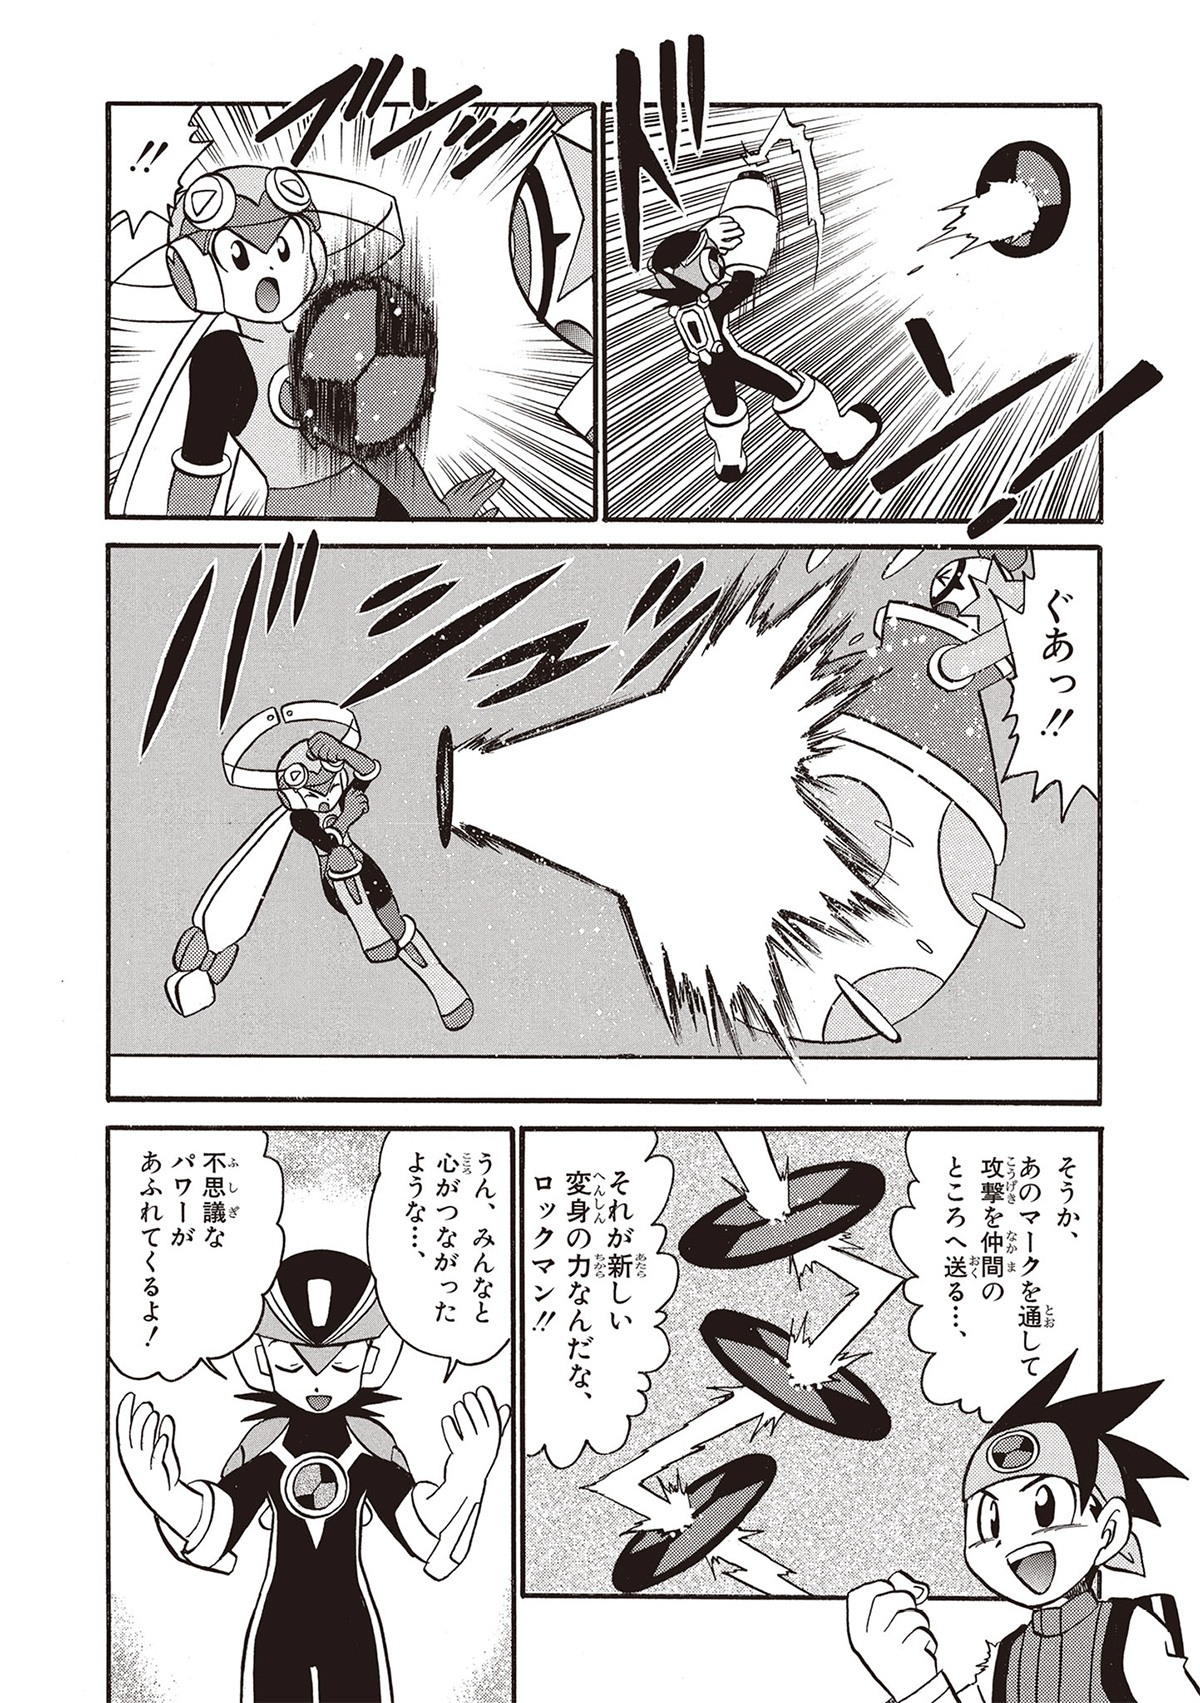 ドギュン
ブンッ
!!
バシュッ
ぐあっ!!
そうか、
あのマークを通して
攻撃を仲間の
ところへ送る…、
それが新しい
変身の力なんだな、
ロックマン!!
うん、みんなと
心がつながった
ような…、
不思議な
パワーが
あふれてくるよ!